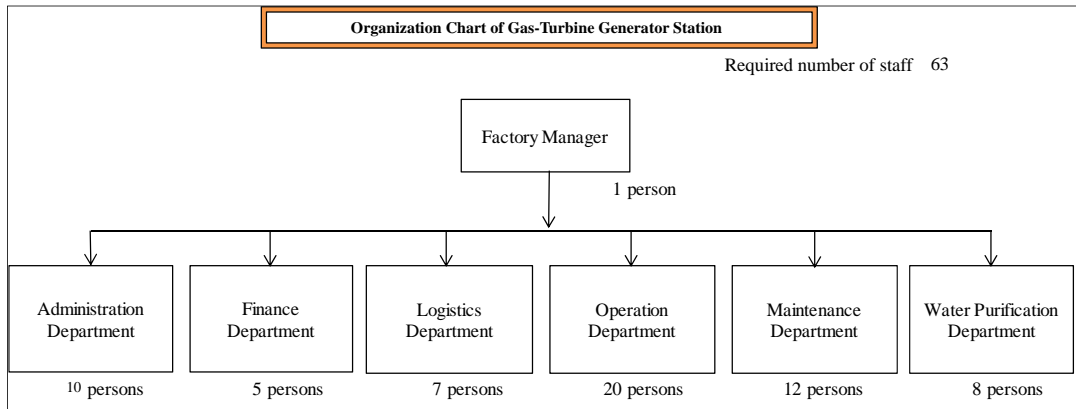 Organization Chart of Gas-Turbine Generator Station
Required number of staff 63
Factory Manager
1 person
Administration
Department
10 persons
Finance
Department
5 persons
Logistics
Department
7 persons
Operation
Department
20 persons
Maintenance
Department
12 persons
Water Purification
Department
8 persons